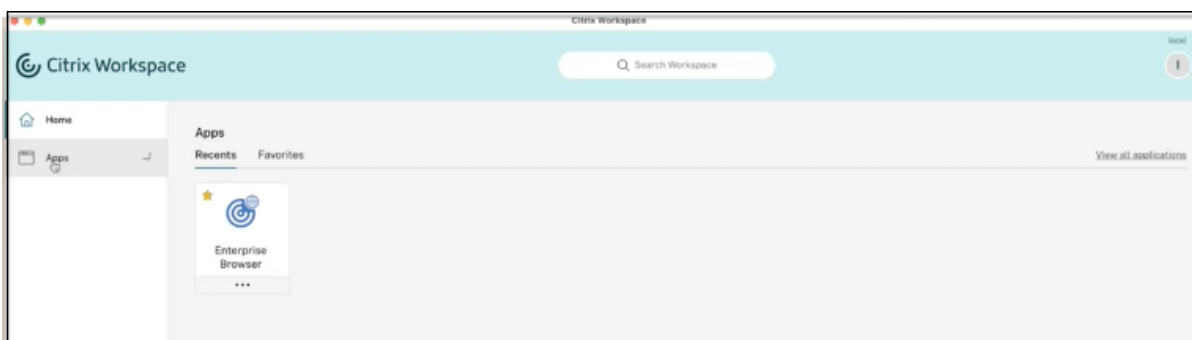 Citrix Workspace
local
Citrix Workspace
Search Workspace
I
Home
Apps
Apps
Recents Favorites
View all applications
Enterprise
Browser